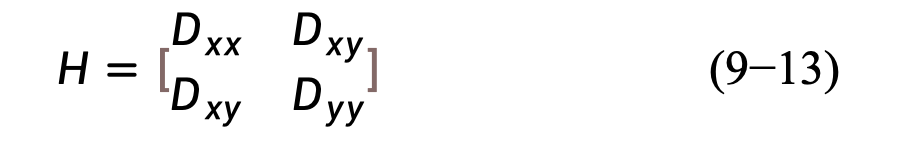 H = [D_xx D_xy
D_xy D_yy] (9−13)